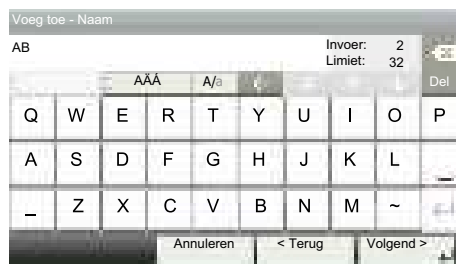 Voeg toe - Naam
AB
Invoer: 2
Limiet: 32
AÄÁ A/a Del
Q W E R T Y U I O P
A S D F G H J K L
_ Z X C V B N M ~
Annuleren < Terug Volgend >